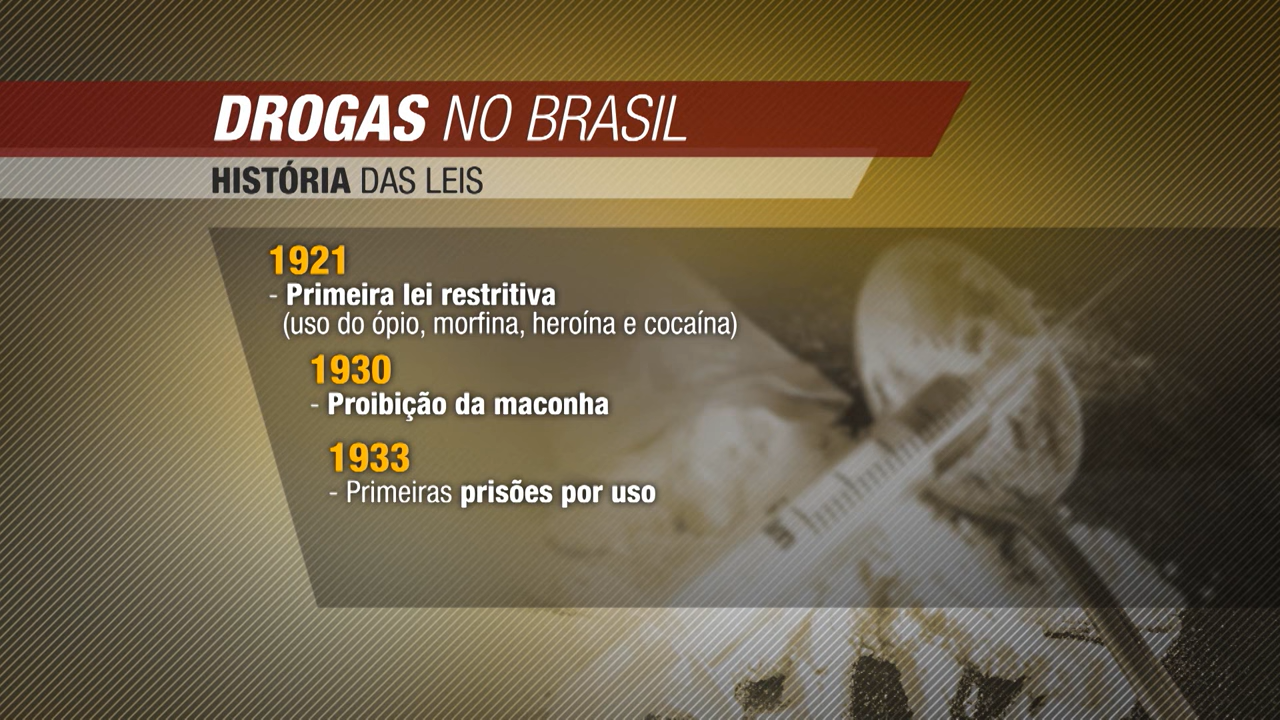 DROGAS NO BRASIL
HISTÓRIA DAS LEIS
1921
- Primeira lei restritiva
(uso do ópio, morfina, heroína e cocaína)
1930
- Proibição da maconha
1933
- Primeiras prisões por uso